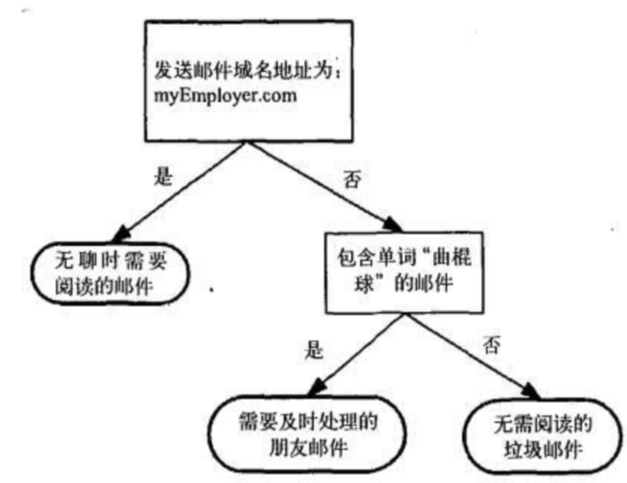 发送邮件域名地址为：
myEmployer.com
是
否
无聊时需要
阅读的邮件
包含单词“曲棍
球”的邮件
是
否
需要及时处理的
朋友邮件
无需阅读的
垃圾邮件